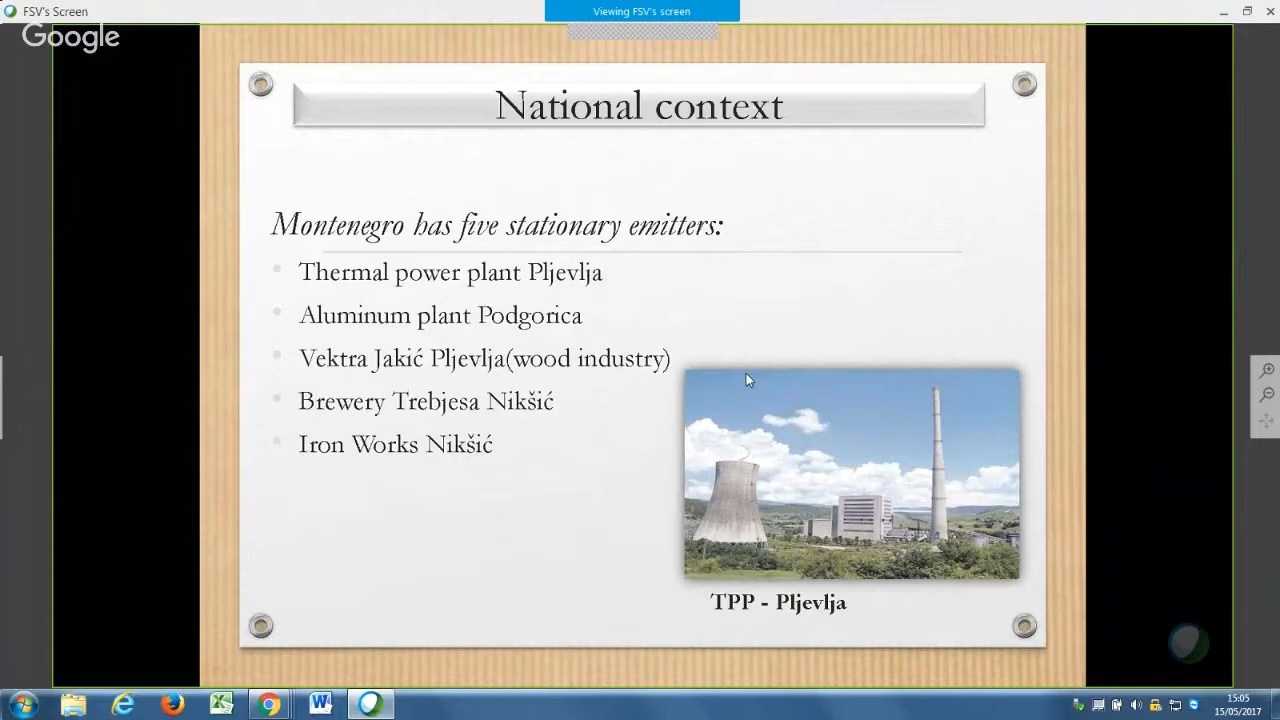 FSV's Screen
Viewing FSV's screen
Google
National context
Montenegro has five stationary emitters:
Thermal power plant Pljevlja
Aluminum plant Podgorica
Vektra Jakić Pljevlja(wood industry)
Brewery Trebjesa Nikšić
Iron Works Nikšić
TPP - Pljevlja
15:05
15/05/2017